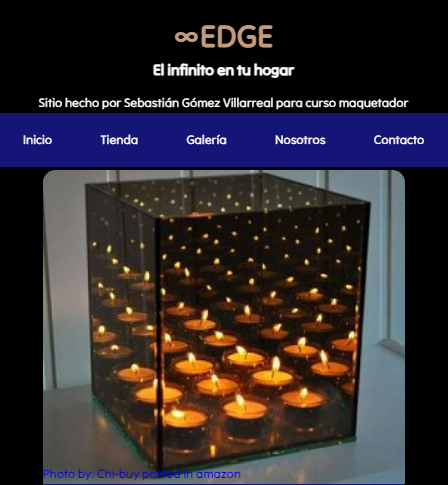 ∞EDGE
El infinito en tu hogar
Sitio hecho por Sebastián Gómez Villarreal para curso maquetador
Inicio Tienda Galería Nosotros Contacto
Photo by: Chi-buy posted in amazon